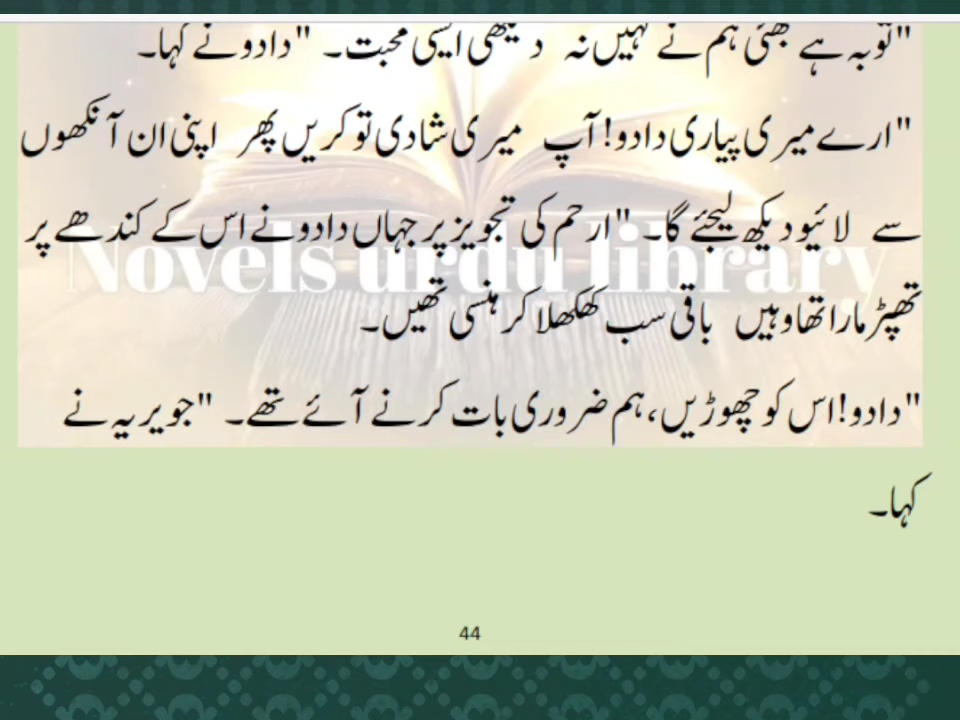 "توبہ ہے بھئی ہم نے کہیں نہ دیکھی ایسی محبت۔ "دادو نے کہا۔
"ارے میری پیاری دادو! آپ میری شادی تو کریں پھر اپنی ان آنکھوں
سے لائیو دیکھ لیجئے گا۔ "ارحم کی تجویز پر جہاں دادو نے اس کے کندھے پر
Novels urdu library
تھپڑ مارا تھا وہیں باقی سب کھلکھلا کر ہنسی تھیں۔
"دادو! اس کو چھوڑیں، ہم ضروری بات کرنے آئے تھے۔ "جویریہ نے
کہا۔
44